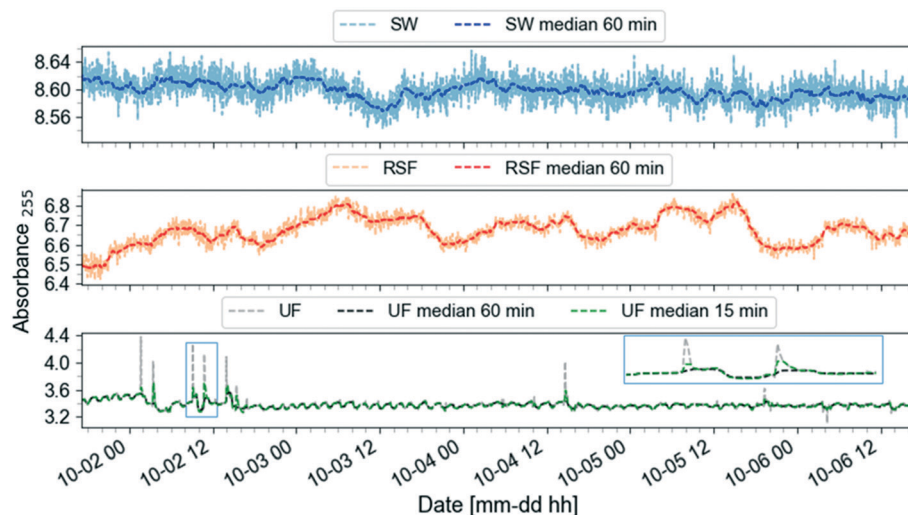 SW SW median 60 min
8.64
8.60
8.56
RSF RSF median 60 min
6.8
6.7
6.6
6.5
6.4
UF UF median 60 min UF median 15 min
4.4
4.0
3.6
3.2
Absorbance 255
10-02 00 10-02 12 10-03 00 10-03 12 10-04 00 10-04 12 10-05 00 10-05 12 10-06 00 10-06 12
Date [mm-dd hh]